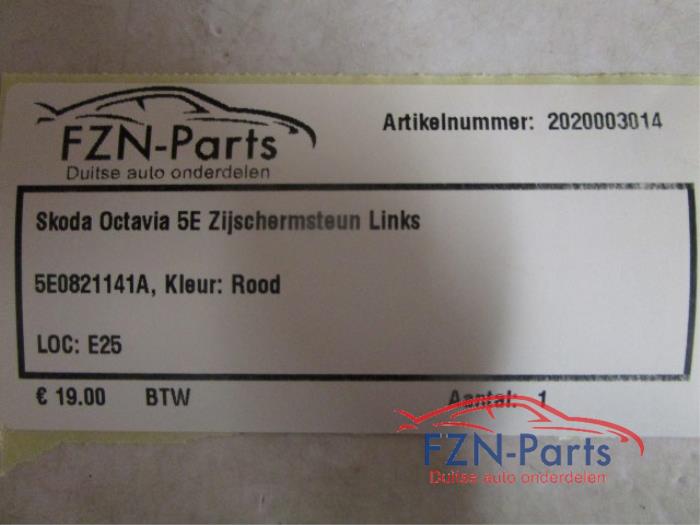 FZN-Parts
Duitse auto onderdelen
Artikelnummer: 2020003014
Skoda Octavia 5E Zijschermsteun Links
5E0821141A, Kleur: Rood
LOC: E25
€ 19.00 BTW Aantal: 1
FZN-Parts
Duitse auto onderdelen